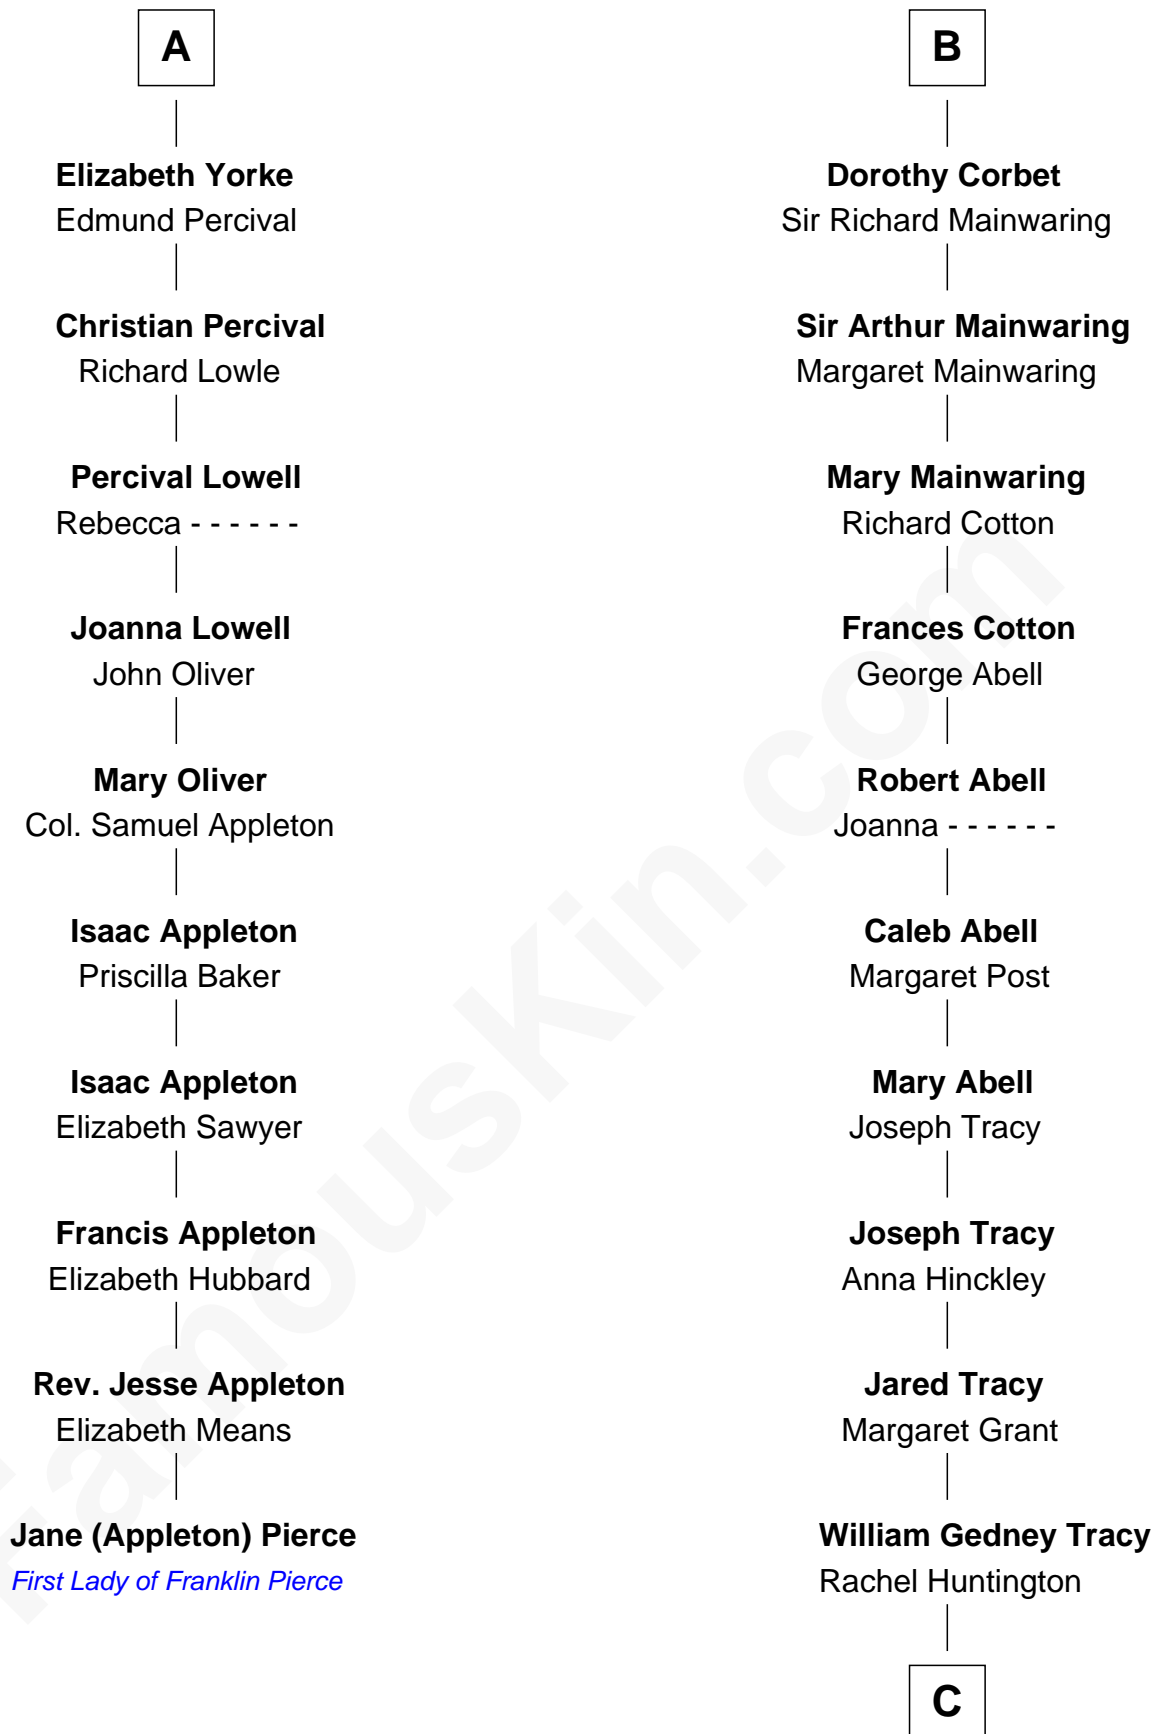 A
Elizabeth Yorke
Edmund Percival
Christian Percival
Richard Lowle
Percival Lowell
Rebecca - - - - - -
Joanna Lowell
John Oliver
Mary Oliver
Col. Samuel Appleton
Isaac Appleton
Priscilla Baker
Isaac Appleton
Elizabeth Sawyer
Francis Appleton
Elizabeth Hubbard
Rev. Jesse Appleton
Elizabeth Means
Jane (Appleton) Pierce
First Lady of Franklin Pierce
B
Dorothy Corbet
Sir Richard Mainwaring
Sir Arthur Mainwaring
Margaret Mainwaring
Mary Mainwaring
Richard Cotton
Frances Cotton
George Abell
Robert Abell
Joanna - - - - - -
Caleb Abell
Margaret Post
Mary Abell
Joseph Tracy
Joseph Tracy
Anna Hinckley
Jared Tracy
Margaret Grant
William Gedney Tracy
Rachel Huntington
C
FamousKin.com